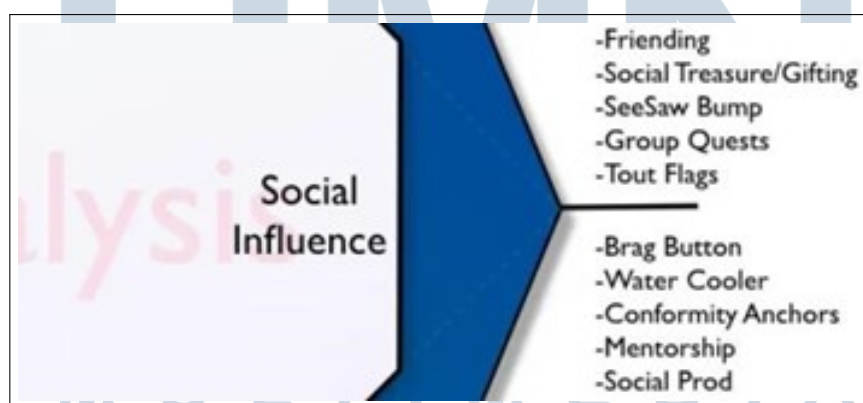 -Friending
-Social Treasure/Gifting
-SeeSaw Bump
-Group Quests
-Tout Flags
alysis
Social
Influence
-Brag Button
-Water Cooler
-Conformity Anchors
-Mentorship
-Social Prod